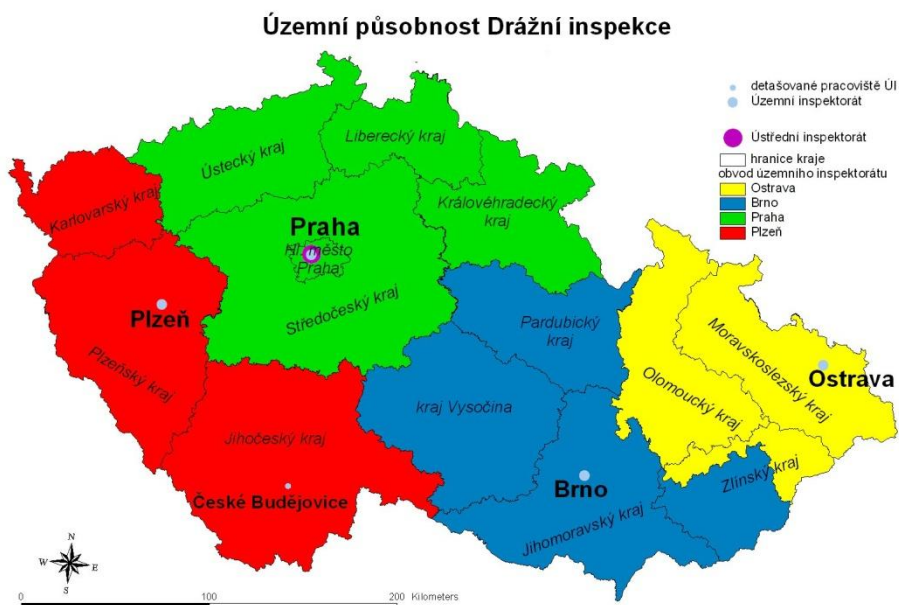 Územní působnost Drážní inspekce
detašované pracoviště ÚI
Územní inspektorát
Ústřední inspektorát
hranice kraje
obvod územního inspektorátu
Ostrava
Brno
Praha
Plzeň
Liberecký kraj
Ústecký kraj
Karlovarský kraj
Královéhradecký
kraj
Praha
Hl. město
Praha
Středočeský kraj
Plzeň
Plzeňský kraj
Pardubický
kraj
Moravskoslezský kraj
Ostrava
Olomoucký kraj
kraj Vysočina
Jihočeský kraj
České Budějovice
Brno
Zlínský kraj
Jihomoravský kraj
N
W
E
S
0
100
200 Kilometers